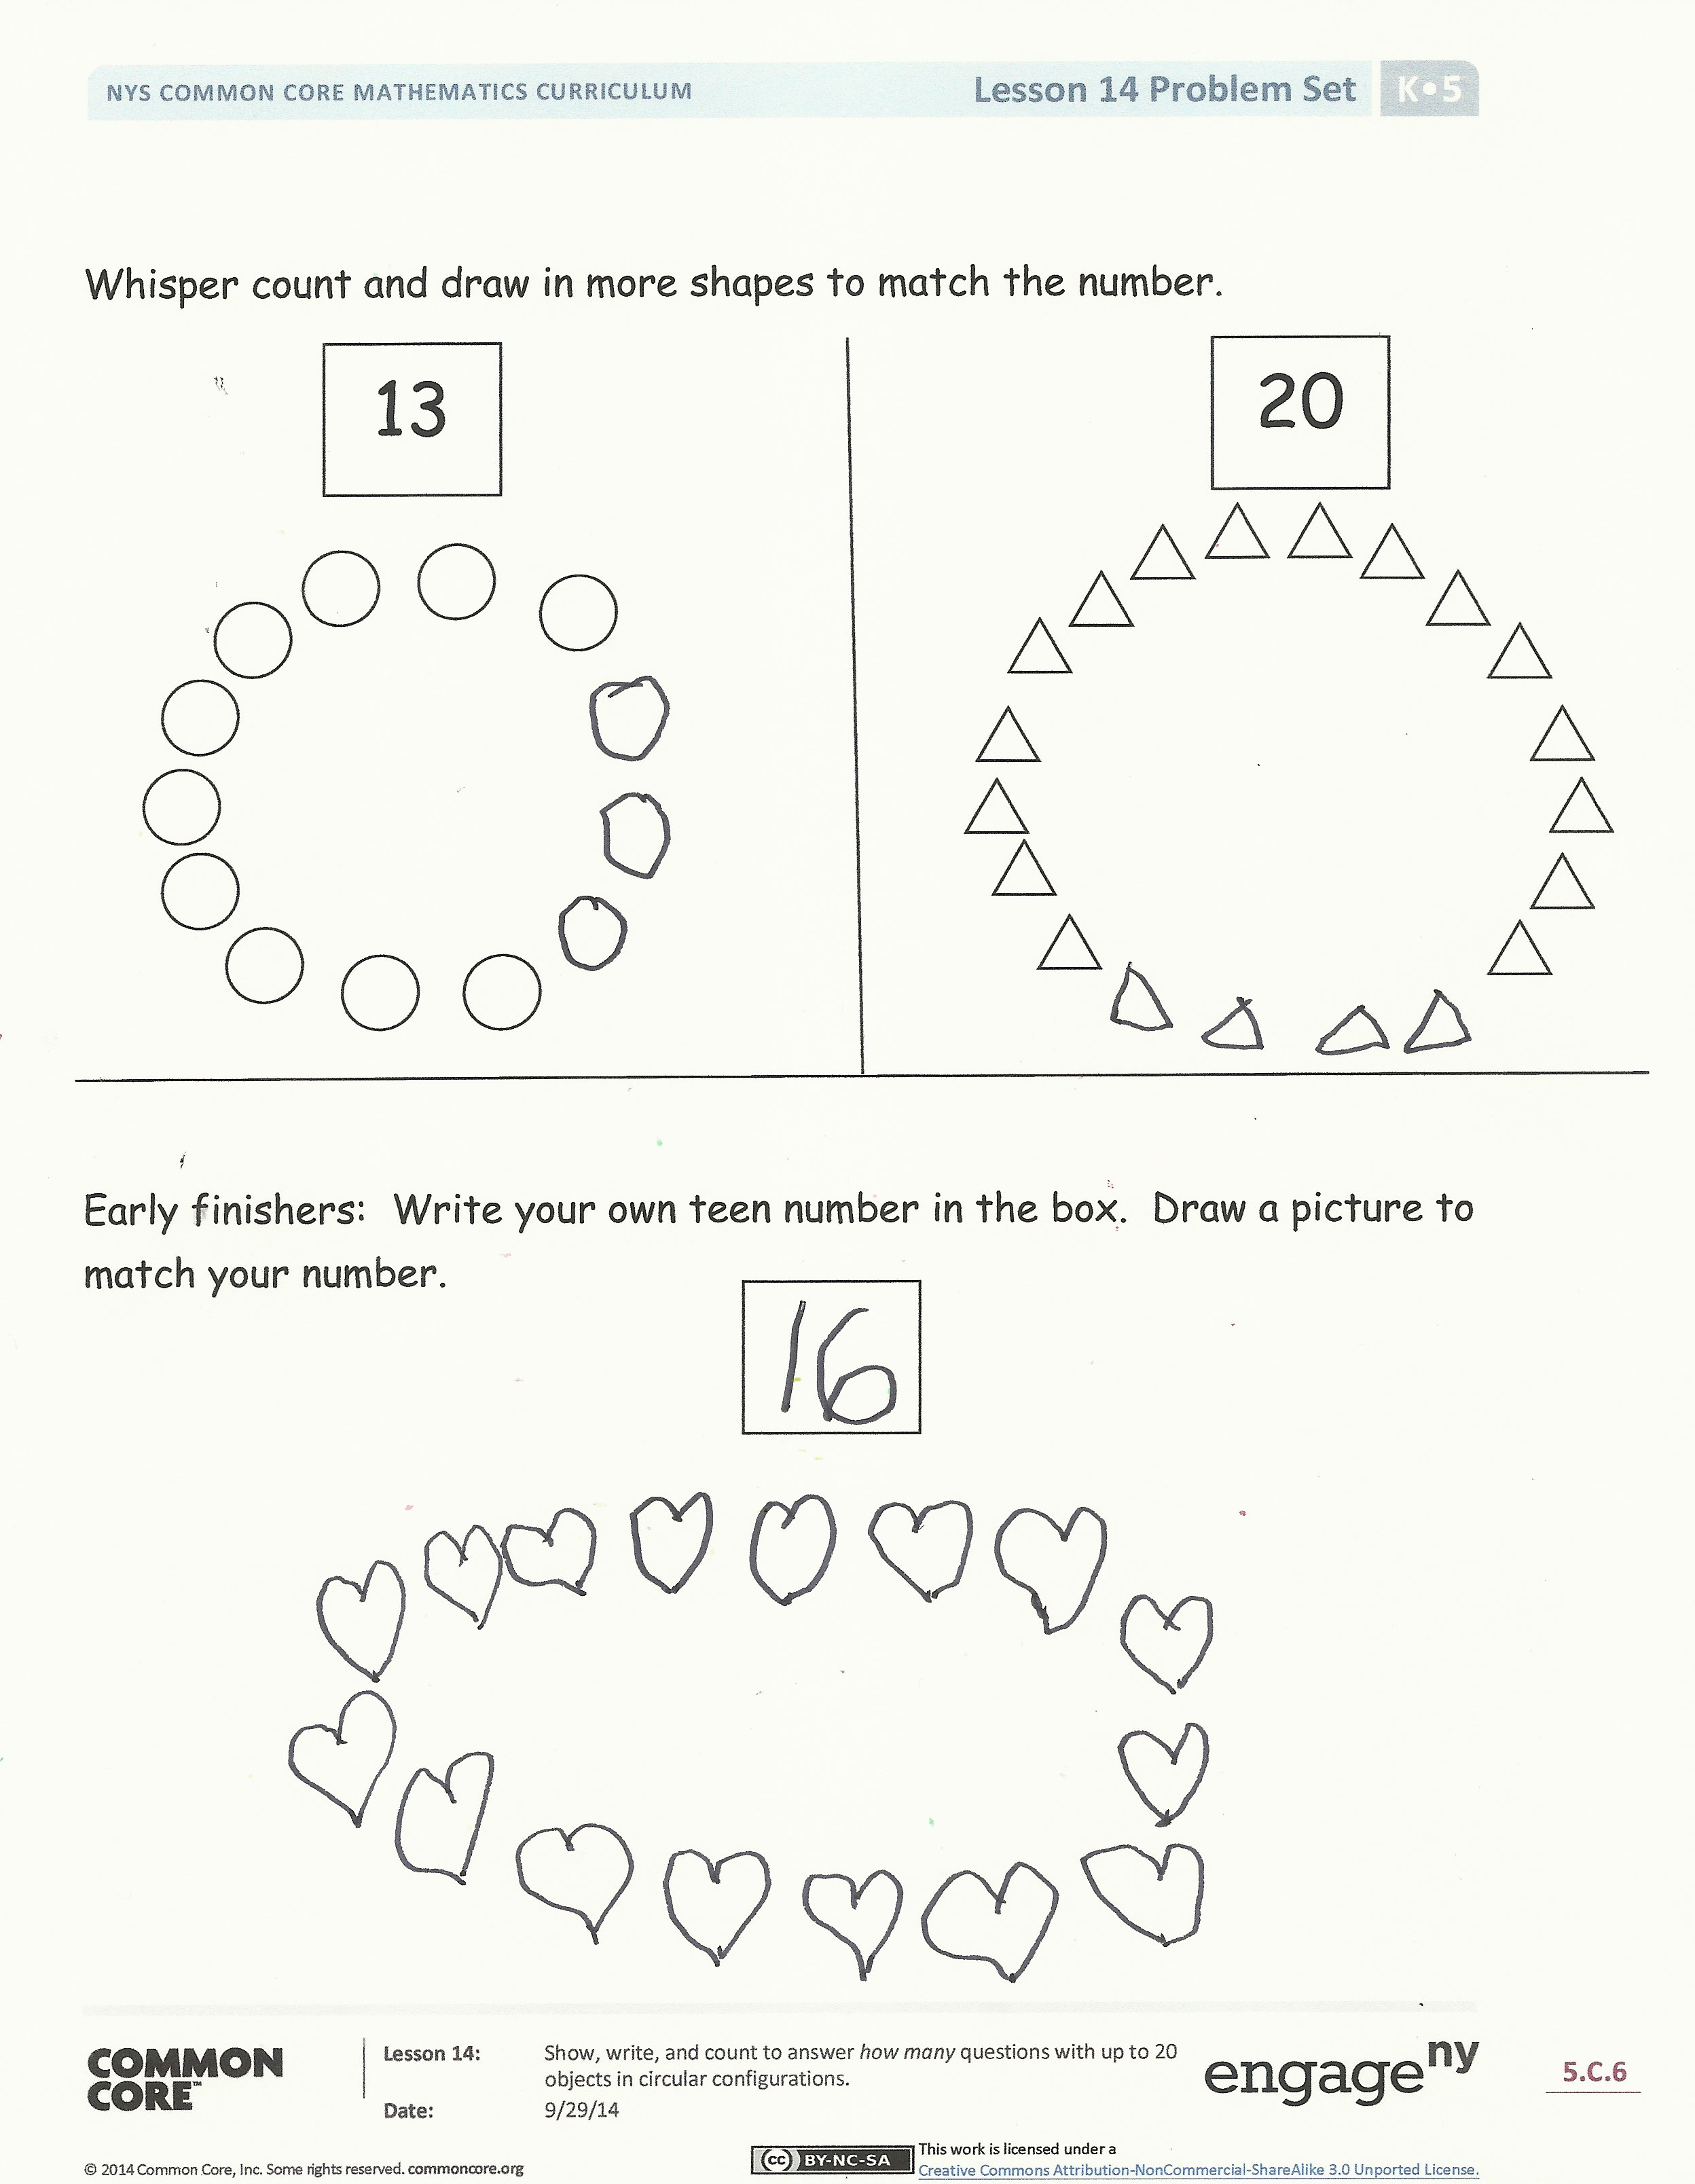 NYS COMMON CORE MATHEMATICS CURRICULUM Lesson 14 Problem Set K•5
Whisper count and draw in more shapes to match the number.
13 20
Early finishers: Write your own teen number in the box. Draw a picture to
match your number.
16
COMMON
CORE™
Lesson 14: Show, write, and count to answer how many questions with up to 20
objects in circular configurations.
Date: 9/29/14
engageny
5.C.6
© 2014 Common Core, Inc. Some rights reserved. commoncore.org
cc BY-NC-SA
This work is licensed under a
Creative Commons Attribution-NonCommercial-ShareAlike 3.0 Unported License.